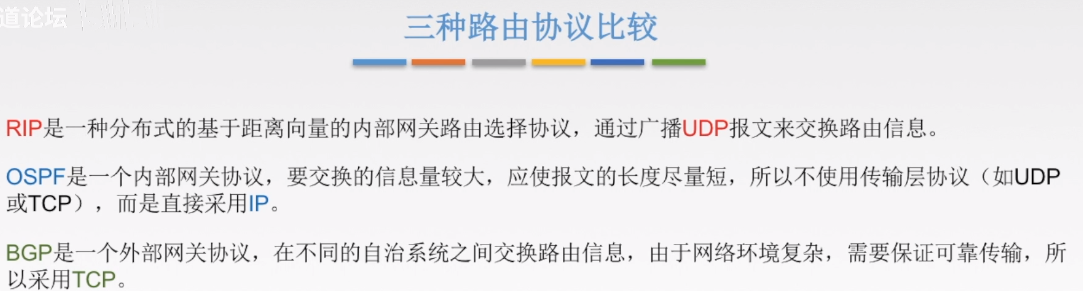 道论坛
三种路由协议比较
RIP是一种分布式的基于距离向量的内部网关路由选择协议，通过广播UDP报文来交换路由信息。
OSPF是一个内部网关协议，要交换的信息量较大，应使报文的长度尽量短，所以不使用传输层协议（如UDP
或TCP），而是直接采用IP。
BGP是一个外部网关协议，在不同的自治系统之间交换路由信息，由于网络环境复杂，需要保证可靠传输，所
以采用TCP。